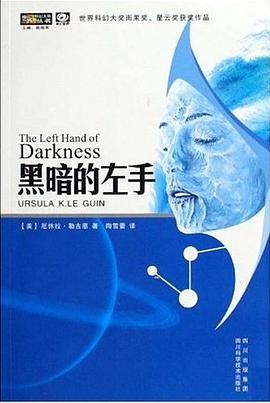 世界科幻大奖雨果奖、星云奖获奖作品
The Left Hand of
Darkness
黑暗的左手
URSULA K.LE GUIN
【美】厄休拉·勒古恩 著 陶雪蕾 译
四川出版集团
四川科学技术出版社